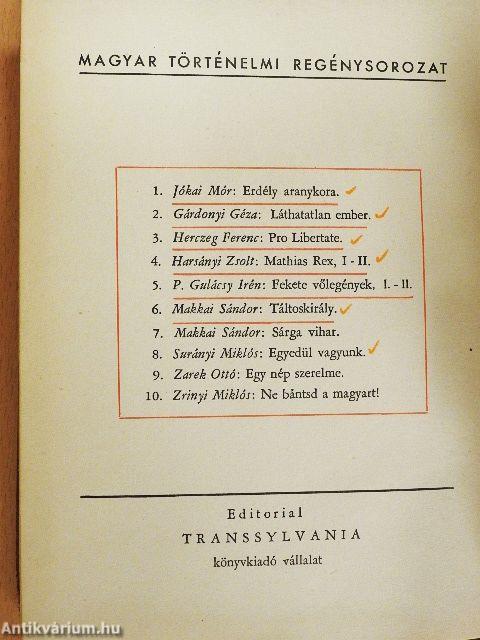 MAGYAR TÖRTÉNELMI REGÉNYSOROZAT
1. Jókai Mór: Erdély aranykora.
2. Gárdonyi Géza: Láthatatlan ember.
3. Herczeg Ferenc: Pro Libertate.
4. Harsányi Zsolt: Mathias Rex, I - II.
5. P. Gulácsy Irén: Fekete vőlegények, I. - II.
6. Makkai Sándor: Táltoskirály.
7. Makkai Sándor: Sárga vihar.
8. Surányi Miklós: Egyedül vagyunk.
9. Zarek Ottó: Egy nép szerelme.
10. Zrinyi Miklós: Ne bántsd a magyart!
Editorial
TRANSSYLVANIA
könyvkiadó vállalat
Antikvárium.hu